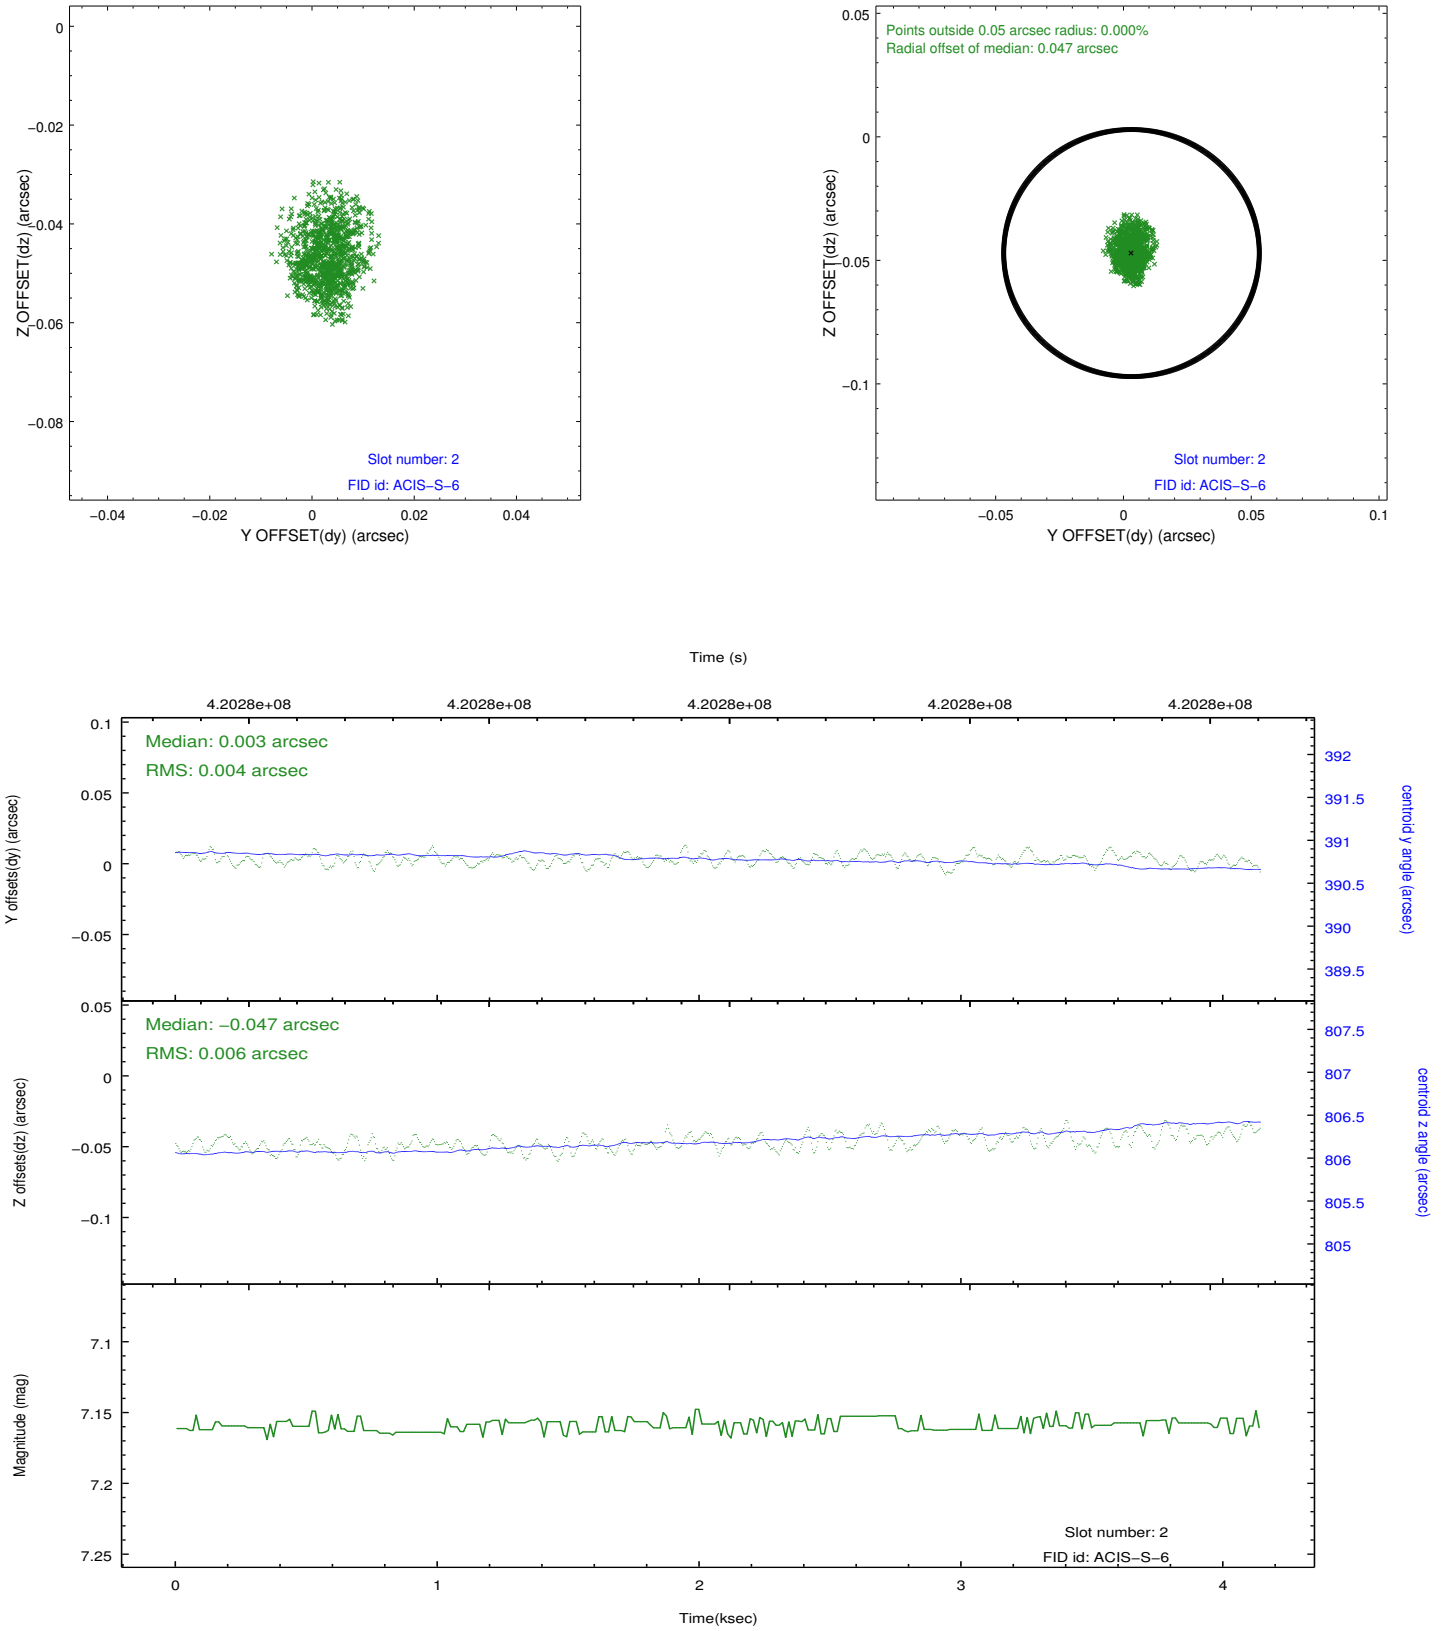 0
−0.02
−0.04
−0.06
−0.08
Z OFFSET(dz) (arcsec)
Slot number: 2
FID id: ACIS−S−6
−0.04
−0.02
0
0.02
0.04
Y OFFSET(dy) (arcsec)
0.05
Points outside 0.05 arcsec radius: 0.000%
Radial offset of median: 0.047 arcsec
0
−0.05
−0.1
Z OFFSET(dz) (arcsec)
Slot number: 2
FID id: ACIS−S−6
−0.05
0
0.05
0.1
Y OFFSET(dy) (arcsec)
Time (s)
4.2028e+08
4.2028e+08
4.2028e+08
4.2028e+08
4.2028e+08
0.1
0.05
0
−0.05
Y offsets(dy) (arcsec)
Median: 0.003 arcsec
RMS: 0.004 arcsec
392
391.5
391
390.5
390
389.5
centroid y angle (arcsec)
0.05
0
−0.05
−0.1
Z offsets(dz) (arcsec)
Median: −0.047 arcsec
RMS: 0.006 arcsec
807.5
807
806.5
806
805.5
805
centroid z angle (arcsec)
7.1
7.15
7.2
7.25
Magnitude (mag)
Slot number: 2
FID id: ACIS−S−6
0
1
2
3
4
Time(ksec)